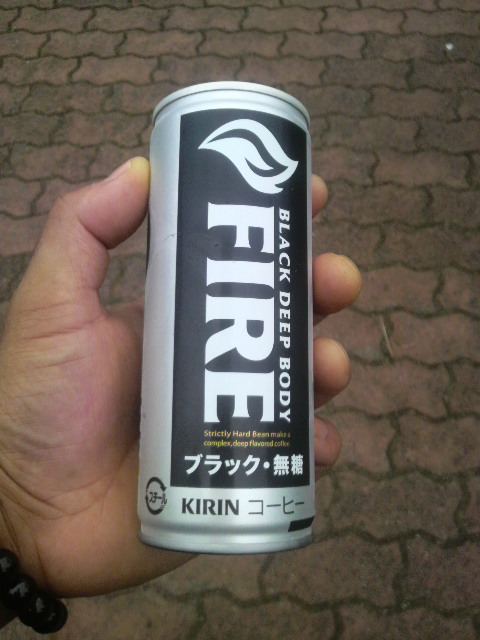 FIRE
BLACK DEEP BODY
Strictly Hard Bean make a
complex, deep flavored coffee
ブラック・無糖
スチール
KIRIN コーヒー